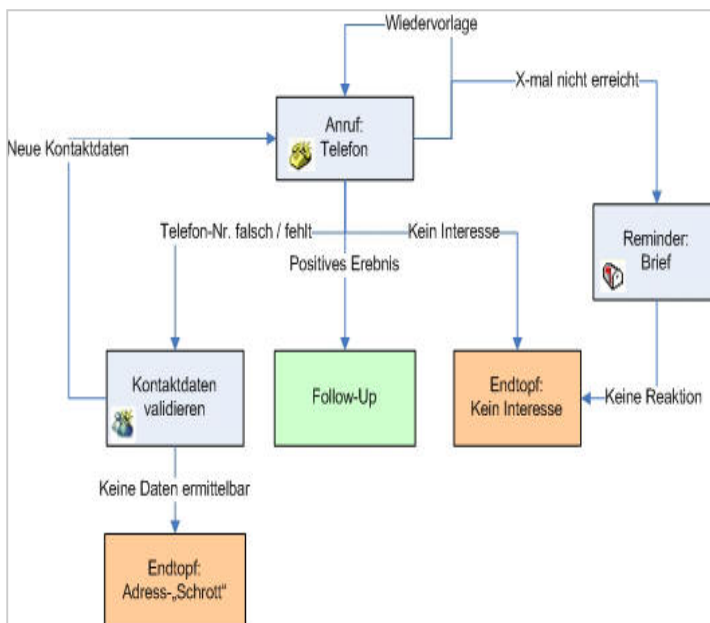 Wiedervorlage
X-mal nicht erreicht
Anruf:
Telefon
Neue Kontaktdaten
Telefon-Nr. falsch / fehlt
Kein Interesse
Positives Erebnis
Reminder:
Brief
Kontaktdaten
validieren
Follow-Up
Endtopf:
Kein Interesse
Keine Reaktion
Keine Daten ermittelbar
Endtopf:
Adress-„Schrott“